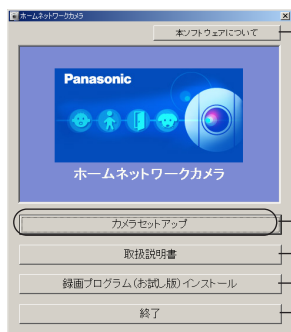 ホームネットワークカメラ
本ソフトウェアについて
Panasonic
ホームネットワークカメラ
カメラセットアップ
取扱説明書
録画プログラム(お試し版)インストール
終了